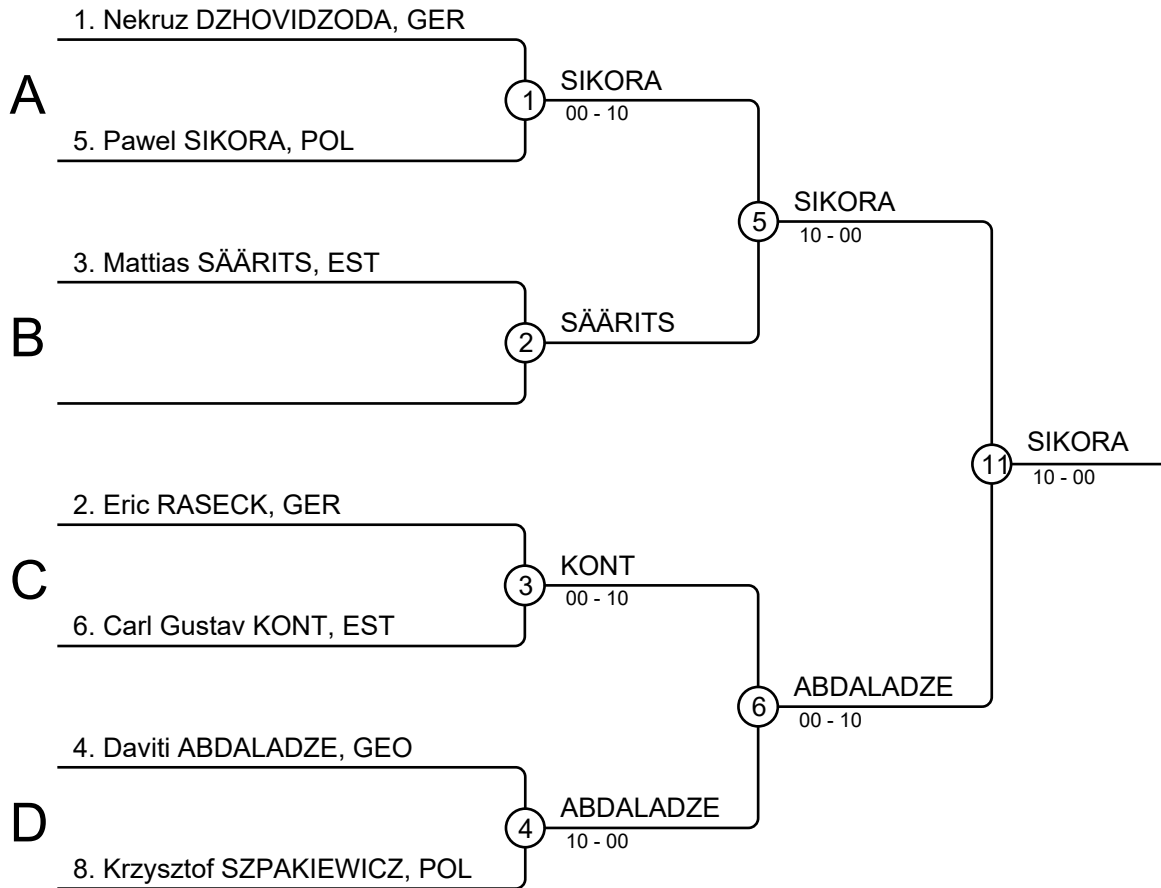 1. Nekruz DZHOVIDZODA, GER
A
1
SIKORA
00 - 10
5. Pawel SIKORA, POL
5
SIKORA
10 - 00
3. Mattias SÄÄRITS, EST
B
2
SÄÄRITS
11
SIKORA
10 - 00
2. Eric RASECK, GER
C
3
KONT
00 - 10
6. Carl Gustav KONT, EST
6
ABDALADZE
00 - 10
4. Daviti ABDALADZE, GEO
D
4
ABDALADZE
10 - 00
8. Krzysztof SZPAKIEWICZ, POL